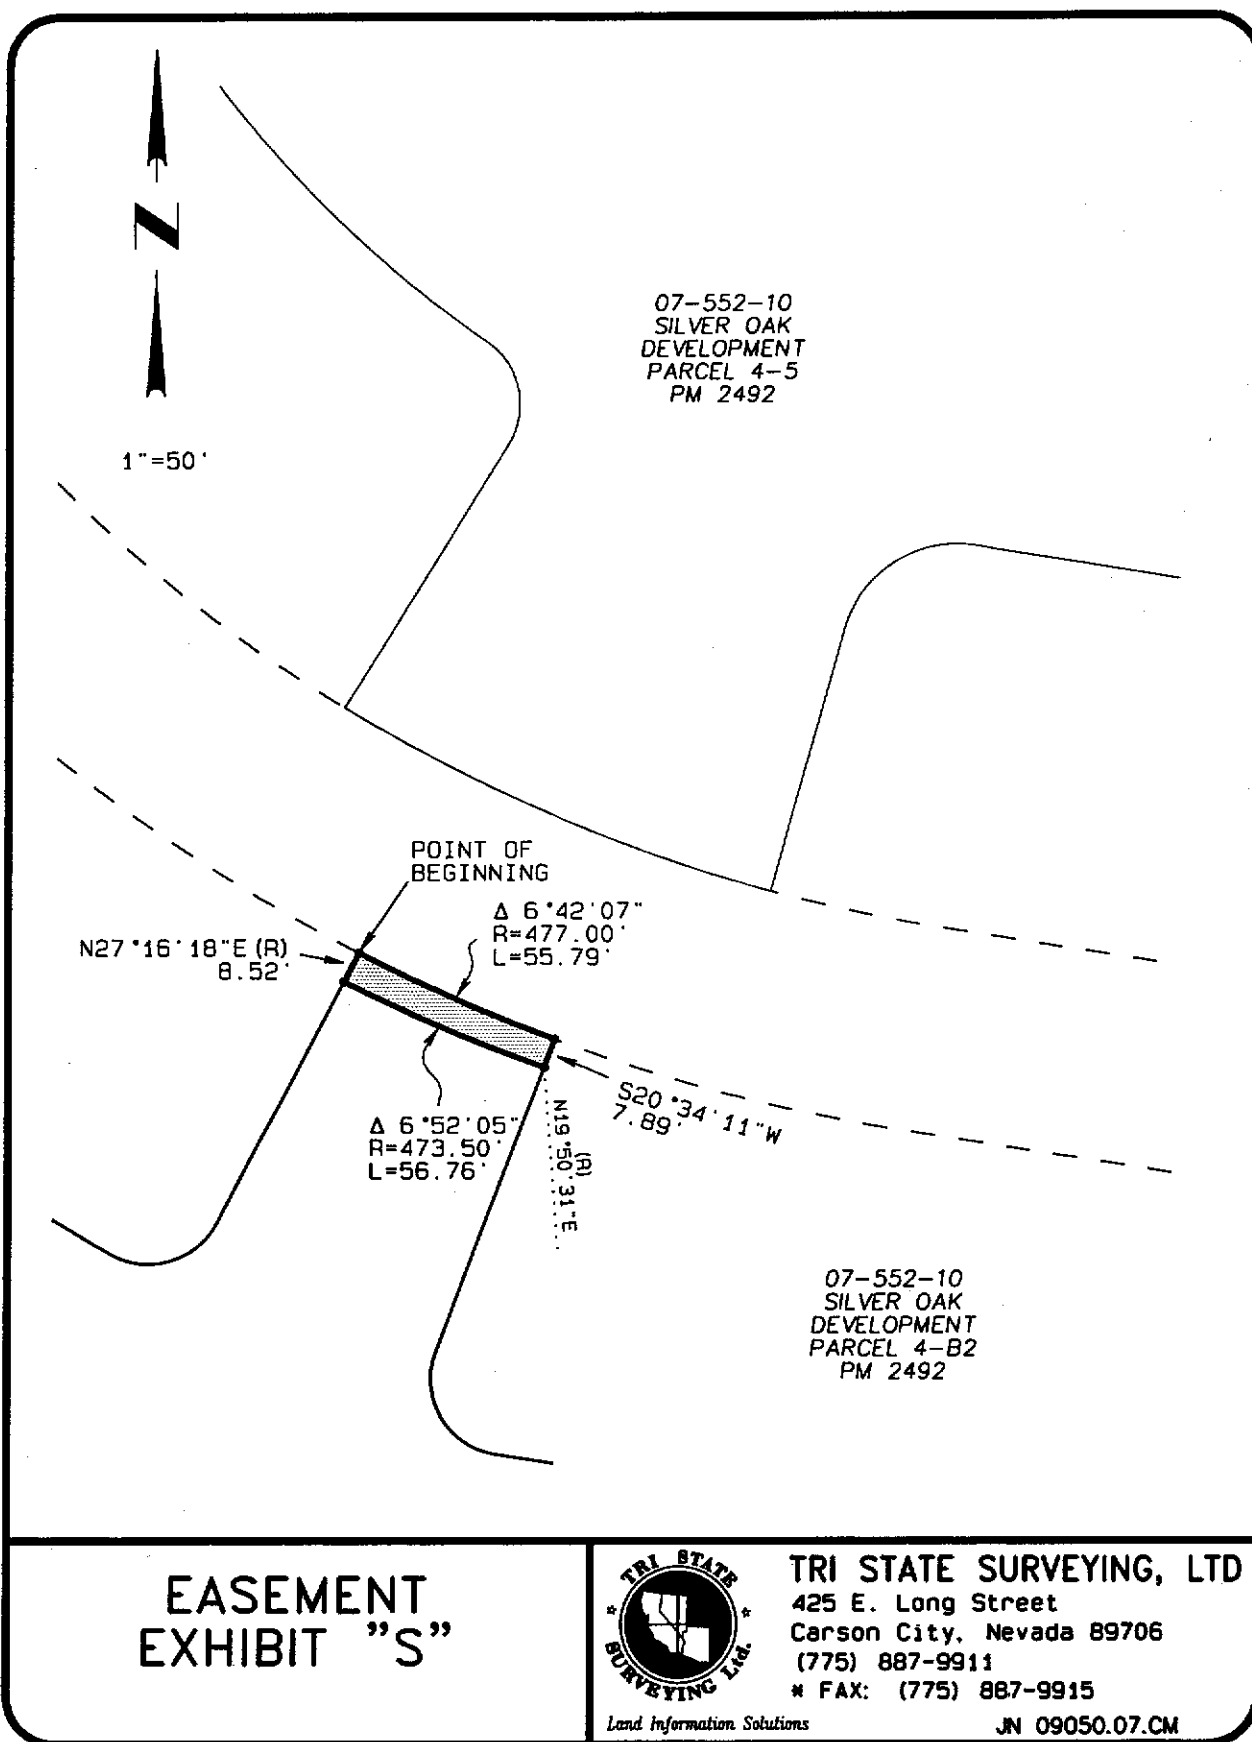 N
1"=50'
07-552-10
SILVER OAK
DEVELOPMENT
PARCEL 4-5
PM 2492
POINT OF
BEGINNING
Δ 6°42'07"
R=477.00'
L=55.79'
N27°16'18"E (R)
8.52'
S20°34'11"W
7.89'
Δ 6°52'05"
R=473.50'
L=56.76'
(R)
N19°50'31"E
07-552-10
SILVER OAK
DEVELOPMENT
PARCEL 4-B2
PM 2492
EASEMENT
EXHIBIT "S"
TRI STATE
SURVEYING Ltd.
Land Information Solutions
TRI STATE SURVEYING, LTD
425 E. Long Street
Carson City, Nevada 89706
(775) 887-9911
* FAX: (775) 887-9915
JN 09050.07.CM